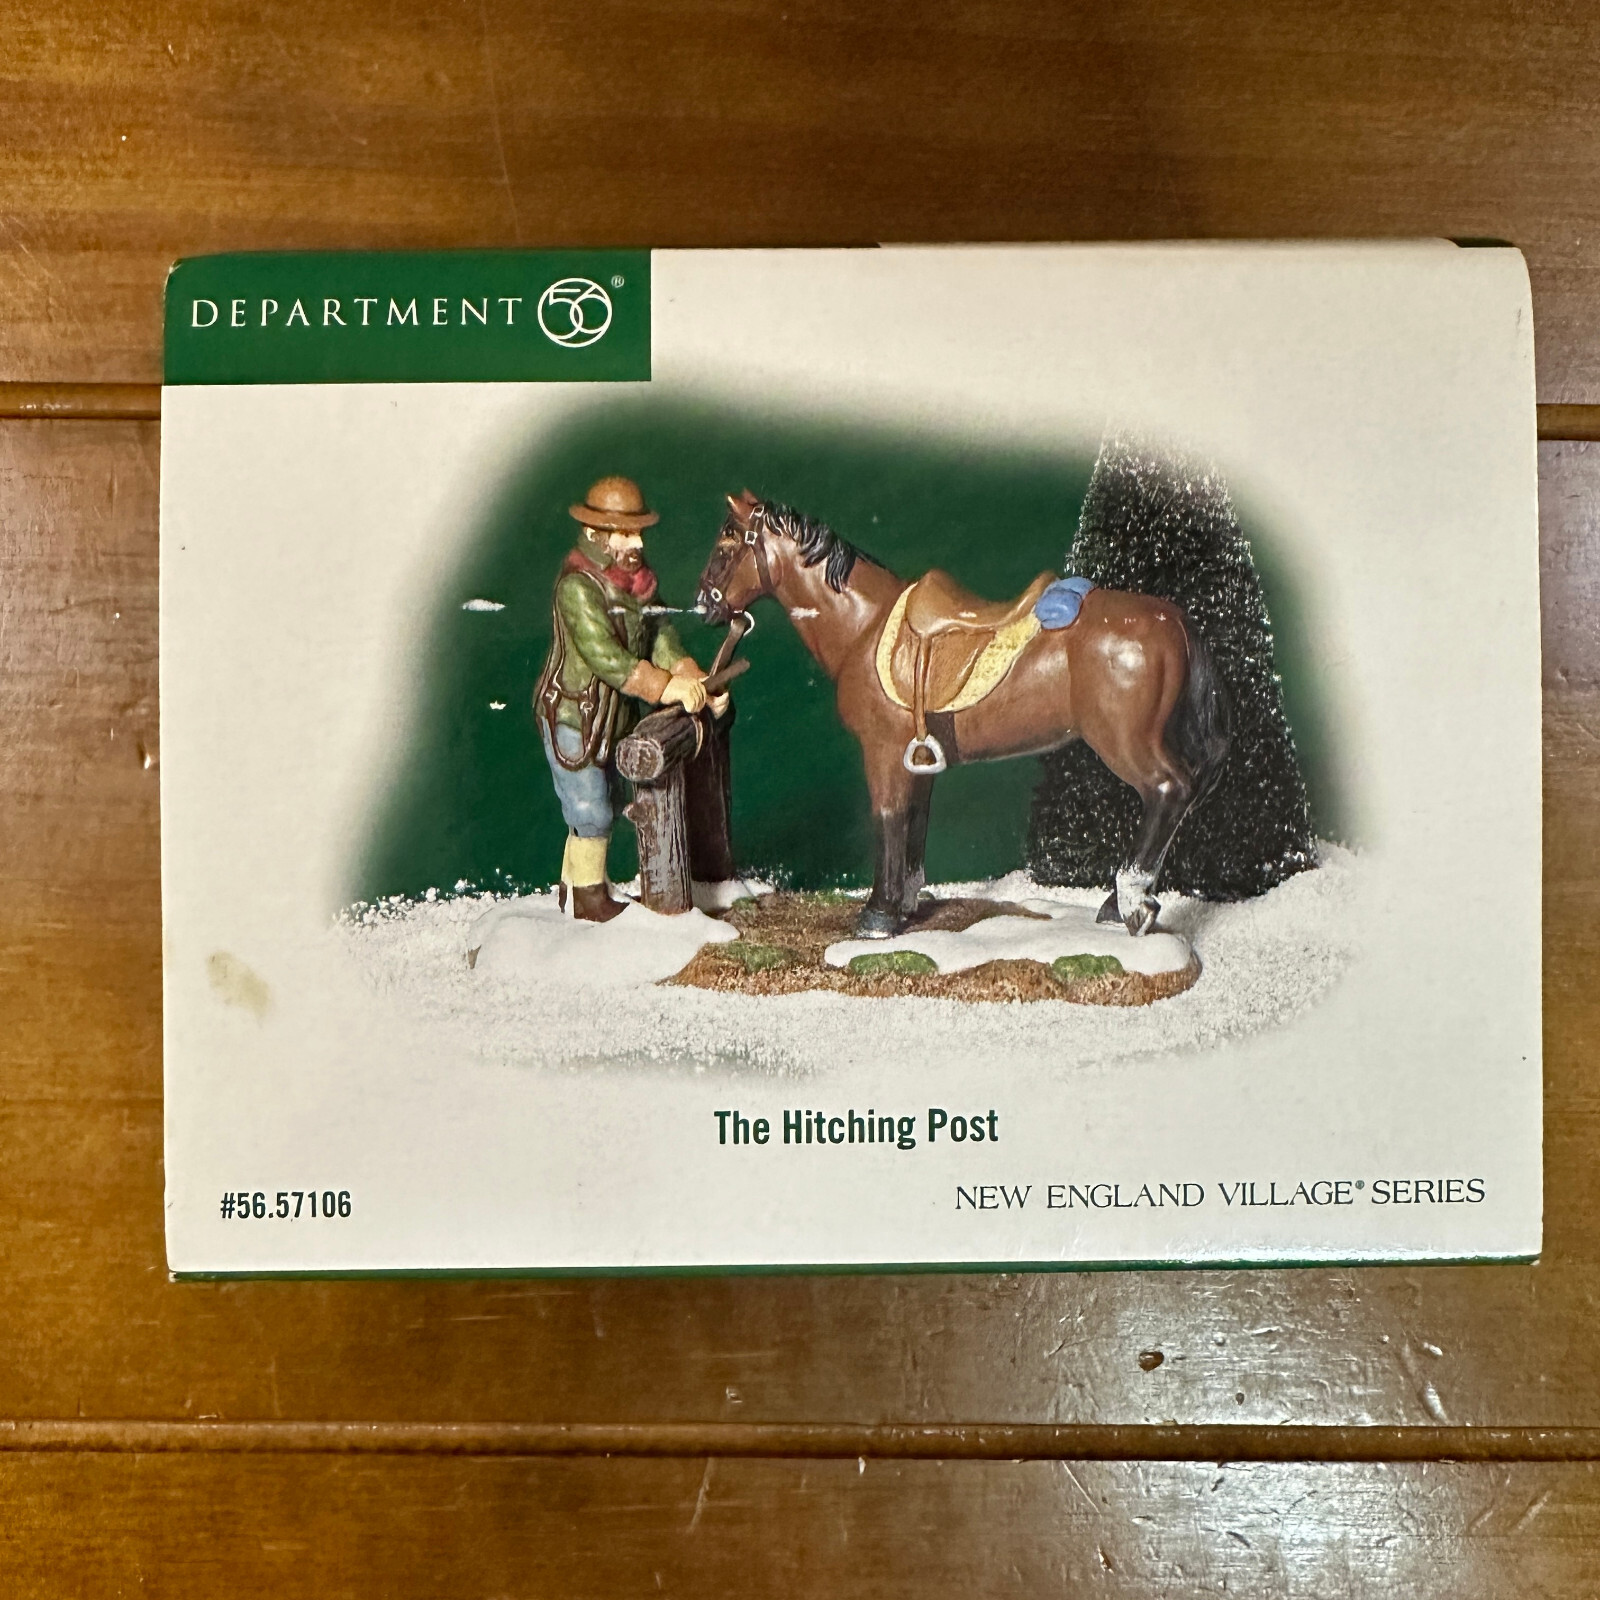 DEPARTMENT 56®
The Hitching Post
#56.57106
NEW ENGLAND VILLAGE® SERIES